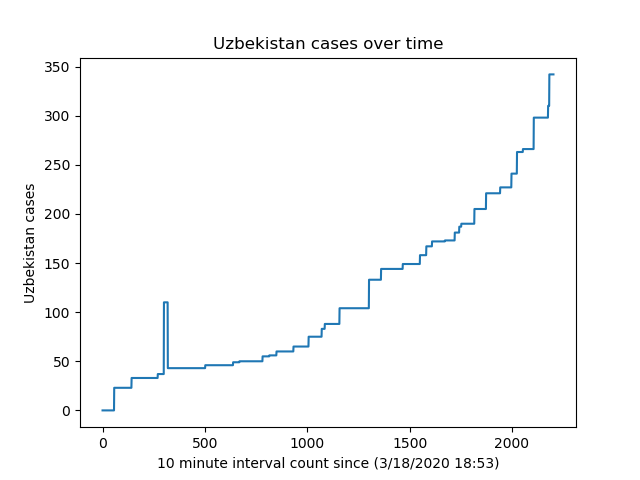 Uzbekistan cases over time
350
300
250
200
150
100
50
0
Uzbekistan cases
0 500 1000 1500 2000
10 minute interval count since (3/18/2020 18:53)